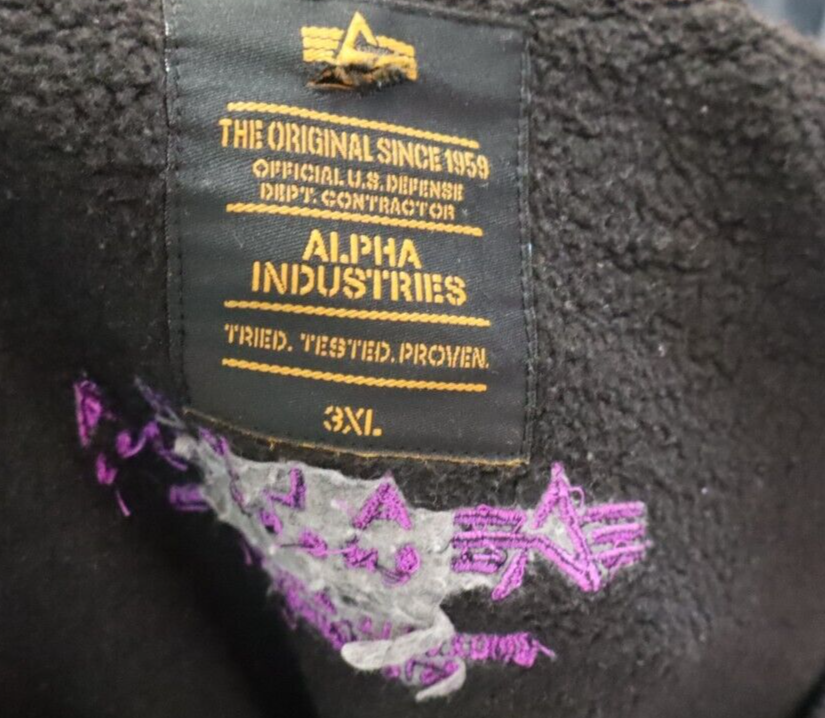 THE ORIGINAL SINCE 1959
OFFICIAL U.S. DEFENSE
DEPT. CONTRACTOR
ALPHA
INDUSTRIES
TRIED. TESTED. PROVEN.
3XL